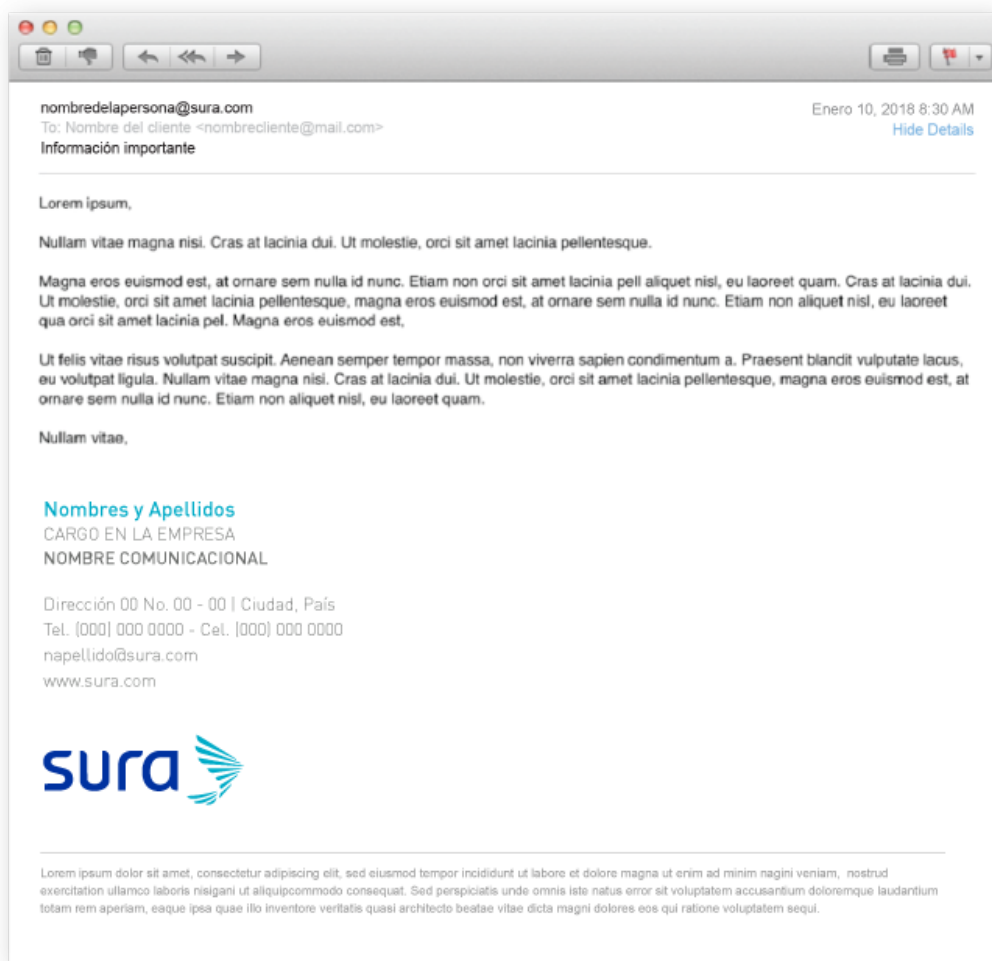 nombredelapersona@sura.com
Enero 10, 2018 8:30 AM
To: Nombre del cliente <nombrecliente@mail.com>
Hide Details
Información importante
Lorem ipsum,
Nullam vitae magna nisi. Cras at lacinia dui. Ut molestie, orci sit amet lacinia pellentesque.
Magna eros euismod est, at ornare sem nulla id nunc. Etiam non orci sit amet lacinia pell aliquet nisl, eu laoreet quam. Cras at lacinia dui.
Ut molestie, orci sit amet lacinia pellentesque, magna eros euismod est, at ornare sem nulla id nunc. Etiam non aliquet nisl, eu laoreet
qua orci sit amet lacinia pel. Magna eros euismod est,
Ut felis vitae risus volutpat suscipit. Aenean semper tempor massa, non viverra sapien condimentum a. Praesent blandit vulputate lacus,
eu volutpat ligula. Nullam vitae magna nisi. Cras at lacinia dui. Ut molestie, orci sit amet lacinia pellentesque, magna eros euismod est, at
ornare sem nulla id nunc. Etiam non aliquet nisl, eu laoreet quam.
Nullam vitae,
Nombres y Apellidos
CARGO EN LA EMPRESA
NOMBRE COMUNICACIONAL
Dirección 00 No. 00 - 00 | Ciudad, País
Tel. (000) 000 0000 - Cel. (000) 000 0000
napellido@sura.com
www.sura.com
sura
Lorem ipsum dolor sit amet, consectetur adipiscing elit, sed eiusmod tempor incididunt ut labore et dolore magna ut enim ad minim nagini veniam, nostrud
exercitation ullamco laboris nisigani ut aliquipcommodo consequat. Sed perspiciatis unde omnis iste natus error sit voluptatem accusantium doloremque laudantium
totam rem aperiam, eaque ipsa quae illo inventore veritatis quasi architecto beatae vitae dicta magni dolores eos qui ratione voluptatem sequi.